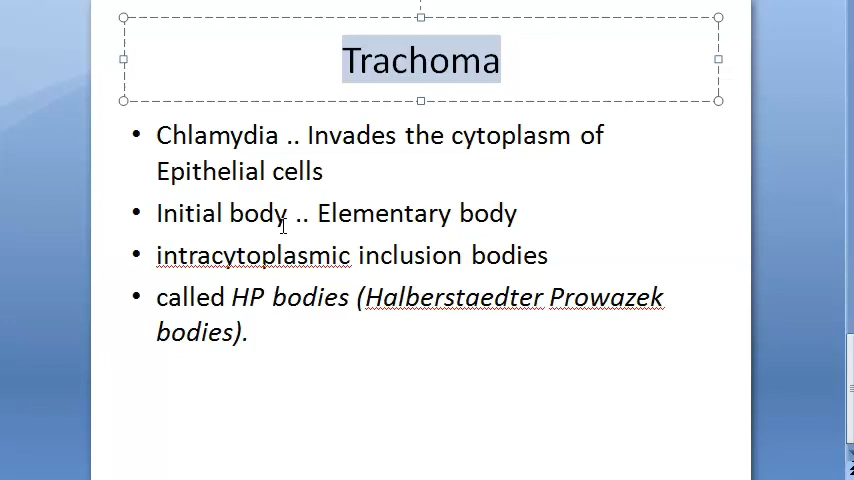 Trachoma
• Chlamydia .. Invades the cytoplasm of
Epithelial cells
• Initial body .. Elementary body
• intracytoplasmic inclusion bodies
• called HP bodies (Halberstaedter Prowazek
bodies).